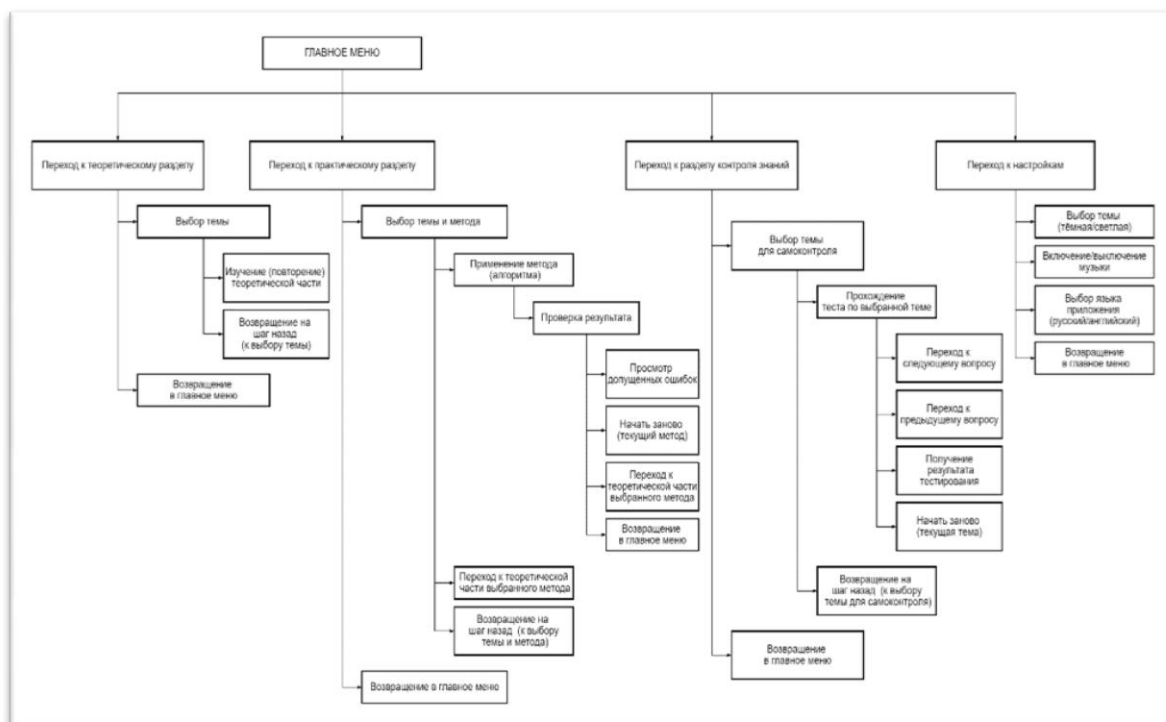 ГЛАВНОЕ МЕНЮ
Переход к теоретическому разделу
Выбор темы
Изучение (повторение)
теоретической части
Возвращение на
шаг назад
(к выбору темы)
Возвращение
в главное меню
Переход к практическому разделу
Выбор темы и метода
Применение метода
(алгоритма)
Проверка результата
Просмотр
допущенных ошибок
Начать заново
(текущий метод)
Переход к
теоретической части
выбранного метода
Возвращение
в главное меню
Переход к теоретической
части выбранного метода
Возвращение на
шаг назад (к выбору
темы и метода)
Возвращение в главное меню
Переход к разделу контроля знаний
Выбор темы
для самоконтроля
Прохождение
теста по выбранной теме
Переход к
следующему вопросу
Переход к
предыдущему вопросу
Получение
результата
тестирования
Начать заново
(текущая тема)
Возвращение на
шаг назад (к выбору
темы для самоконтроля)
Возвращение
в главное меню
Переход к настройкам
Выбор темы
(тёмная/светлая)
Включение/выключение
музыки
Выбор языка
приложения
(русский/английский)
Возвращение
в главное меню